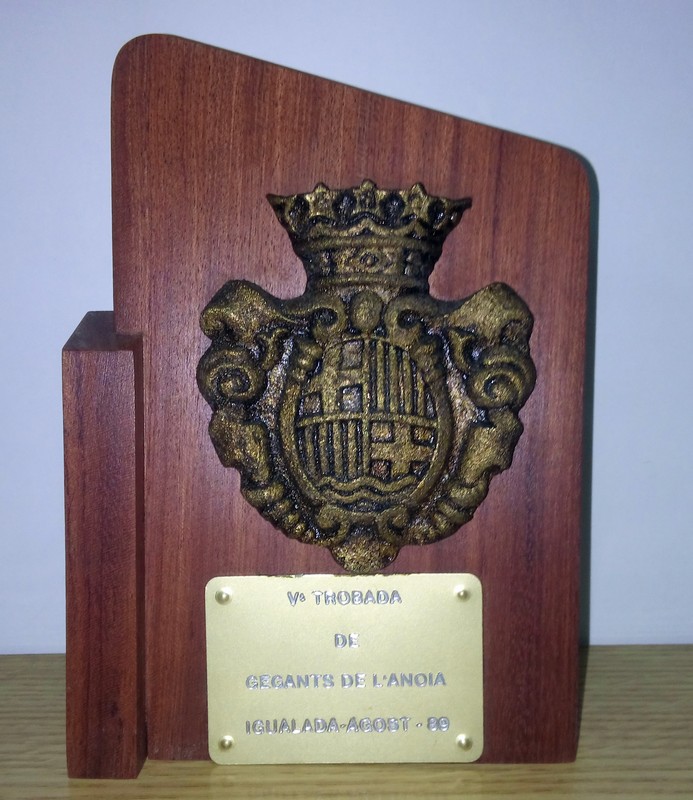 Vª TROBADA
DE
GEGANTS DE L'ANOIA
IGUALADA-AGOST - 89